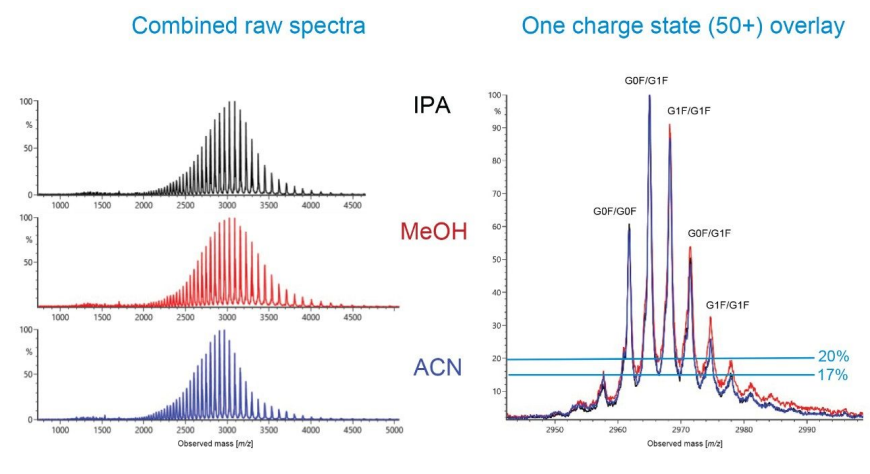 Combined raw spectra
One charge state (50+) overlay
100
%
50
0
1000 1500 2000 2500 3000 3500 4000 4500
IPA
100
%
50
0
1000 1500 2000 2500 3000 3500 4000 4500
MeOH
100
%
50
0
1000 1500 2000 2500 3000 3500 4000 4500 5000
Observed mass [m/z]
ACN
G0F/G1F
100
%
G1F/G1F
90
80
70
G0F/G0F
60
G0F/G1F
50
40
G1F/G1F
30
20
20%
17%
10
2950 2960 2970 2980 2990
Observed mass [m/z]